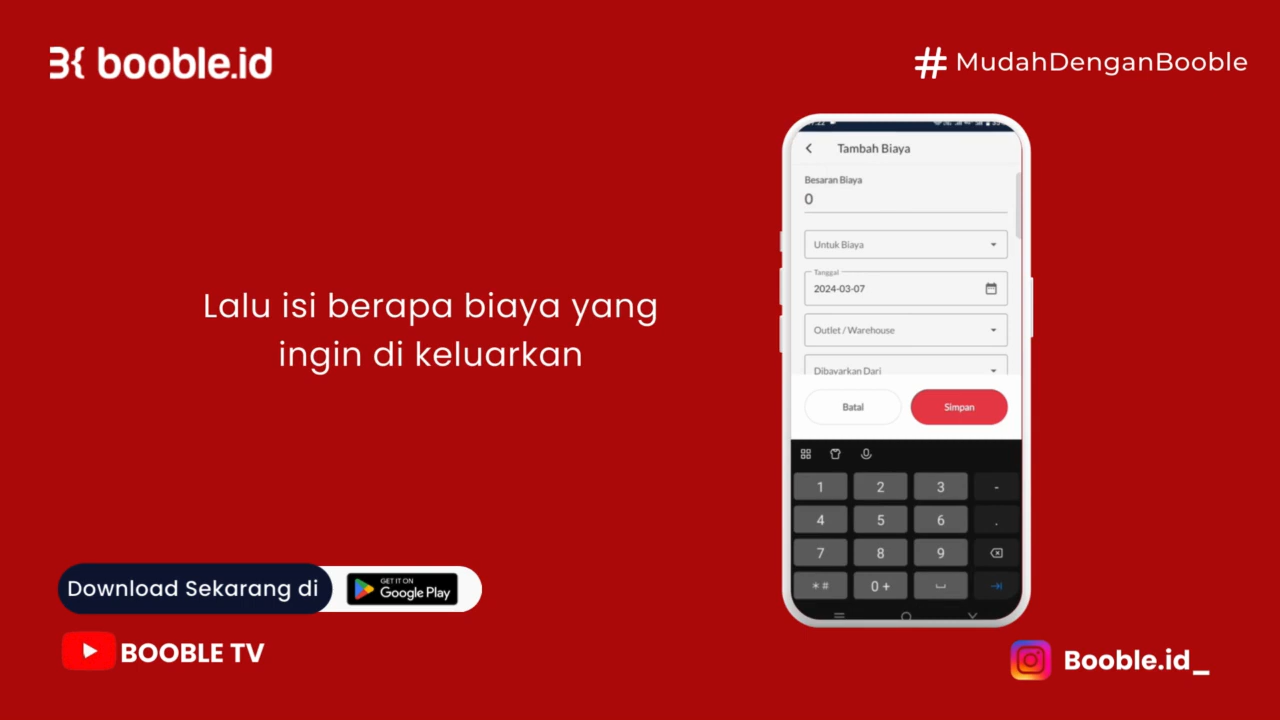 booble.id
#MudahDenganBooble
Tambah Biaya
Besaran Biaya
0
Untuk Biaya
Tanggal
2024-03-07
Outlet / Warehouse
Dibayarkan Dari
Batal
Simpan
1 2 3 -
4 5 6 .
7 8 9
*# 0+
Lalu isi berapa biaya yang
ingin di keluarkan
Download Sekarang di
GET IT ON
Google Play
BOOBLE TV
Booble.id_